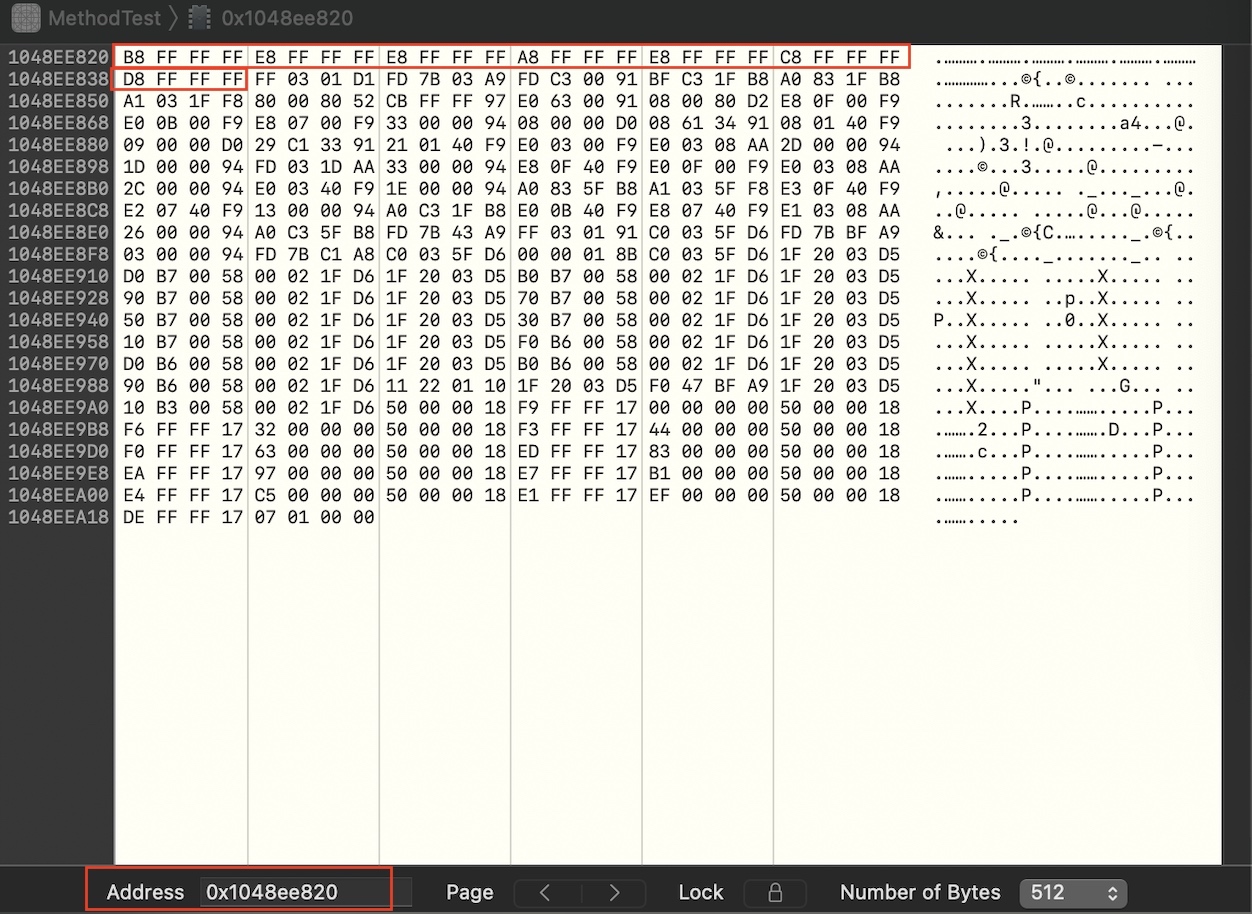 MethodTest 〉 0x1048ee820
1048EE820 B8 FF FF FF E8 FF FF FF E8 FF FF FF A8 FF FF FF E8 FF FF FF C8 FF FF FF
1048EE838 D8 FF FF FF FF 03 01 D1 FD 7B 03 A9 FD C3 00 91 BF C3 1F B8 A0 83 1F B8
1048EE850 A1 03 1F F8 80 00 80 52 CB FF FF 97 E0 63 00 91 08 00 80 D2 E8 0F 00 F9
1048EE868 E0 0B 00 F9 E8 07 00 F9 33 00 00 94 08 00 00 D0 08 61 34 91 08 01 40 F9
1048EE880 09 00 00 D0 29 C1 33 91 21 01 40 F9 E0 03 00 F9 E0 03 08 AA 2D 00 00 94
1048EE898 1D 00 00 94 FD 03 1D AA 33 00 00 94 E8 0F 40 F9 E0 0F 00 F9 E0 03 08 AA
1048EE8B0 2C 00 00 94 E0 03 40 F9 1E 00 00 94 A0 83 5F B8 A1 03 5F F8 E3 0F 40 F9
1048EE8C8 E2 07 40 F9 13 00 00 94 A0 C3 1F B8 E0 0B 40 F9 E8 07 40 F9 E1 03 08 AA
1048EE8E0 26 00 00 94 A0 C3 5F B8 FD 7B 43 A9 FF 03 01 91 C0 03 5F D6 FD 7B BF A9
1048EE8F8 03 00 00 94 FD 7B C1 A8 C0 03 5F D6 00 00 01 8B C0 03 5F D6 1F 20 03 D5
1048EE910 D0 B7 00 58 00 02 1F D6 1F 20 03 D5 B0 B7 00 58 00 02 1F D6 1F 20 03 D5
1048EE928 90 B7 00 58 00 02 1F D6 1F 20 03 D5 70 B7 00 58 00 02 1F D6 1F 20 03 D5
1048EE940 50 B7 00 58 00 02 1F D6 1F 20 03 D5 30 B7 00 58 00 02 1F D6 1F 20 03 D5
1048EE958 10 B7 00 58 00 02 1F D6 1F 20 03 D5 F0 B6 00 58 00 02 1F D6 1F 20 03 D5
1048EE970 D0 B6 00 58 00 02 1F D6 1F 20 03 D5 B0 B6 00 58 00 02 1F D6 1F 20 03 D5
1048EE988 90 B6 00 58 00 02 1F D6 11 22 01 10 1F 20 03 D5 F0 47 BF A9 1F 20 03 D5
1048EE9A0 10 B3 00 58 00 02 1F D6 50 00 00 18 F9 FF FF 17 00 00 00 00 50 00 00 18
1048EE9B8 F6 FF FF 17 32 00 00 00 50 00 00 18 F3 FF FF 17 44 00 00 00 50 00 00 18
1048EE9D0 F0 FF FF 17 63 00 00 00 50 00 00 18 ED FF FF 17 83 00 00 00 50 00 00 18
1048EE9E8 EA FF FF 17 97 00 00 00 50 00 00 18 E7 FF FF 17 B1 00 00 00 50 00 00 18
1048EEA00 E4 FF FF 17 C5 00 00 00 50 00 00 18 E1 FF FF 17 EF 00 00 00 50 00 00 18
1048EEA18 DE FF FF 17 07 01 00 00
Address 0x1048ee820 Page Lock Number of Bytes 512